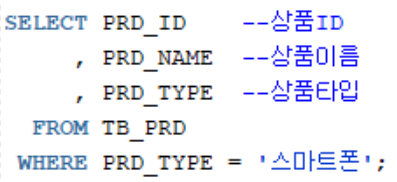 SELECT PRD_ID --상품ID
, PRD_NAME --상품이름
, PRD_TYPE --상품타입
FROM TB_PRD
WHERE PRD_TYPE = '스마트폰';